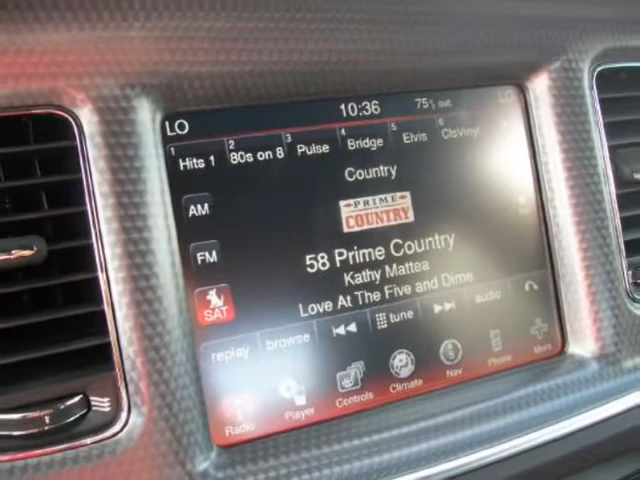 LO 10:36 75°F out LO
1 Hits 1 2 80s on 8 3 Pulse 4 Bridge 5 Elvis 6 ClsVinyl
Country
AM
PRIME
COUNTRY
FM
58 Prime Country
Kathy Mattea
SAT
Love At The Five and Dime
replay browse tune audio
Radio Player Controls Climate Nav Phone More